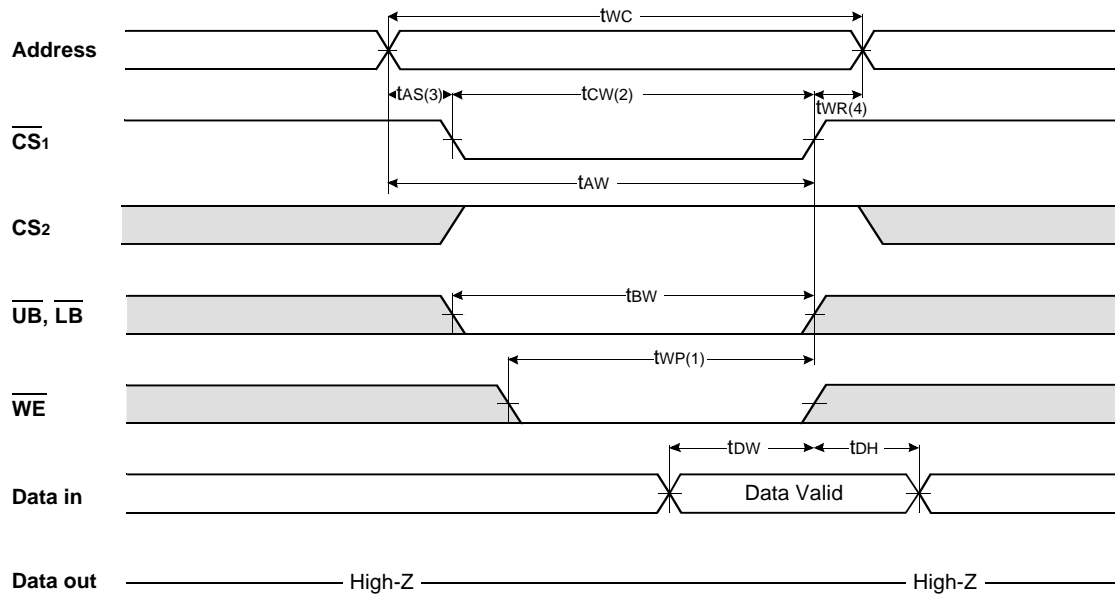 tWC
Address
tAS(3) tCW(2) tWR(4)
CS1
tAW
CS2
tBW
UB, LB
tWP(1)
WE
tDW tDH
Data in Data Valid
Data out High-Z High-Z